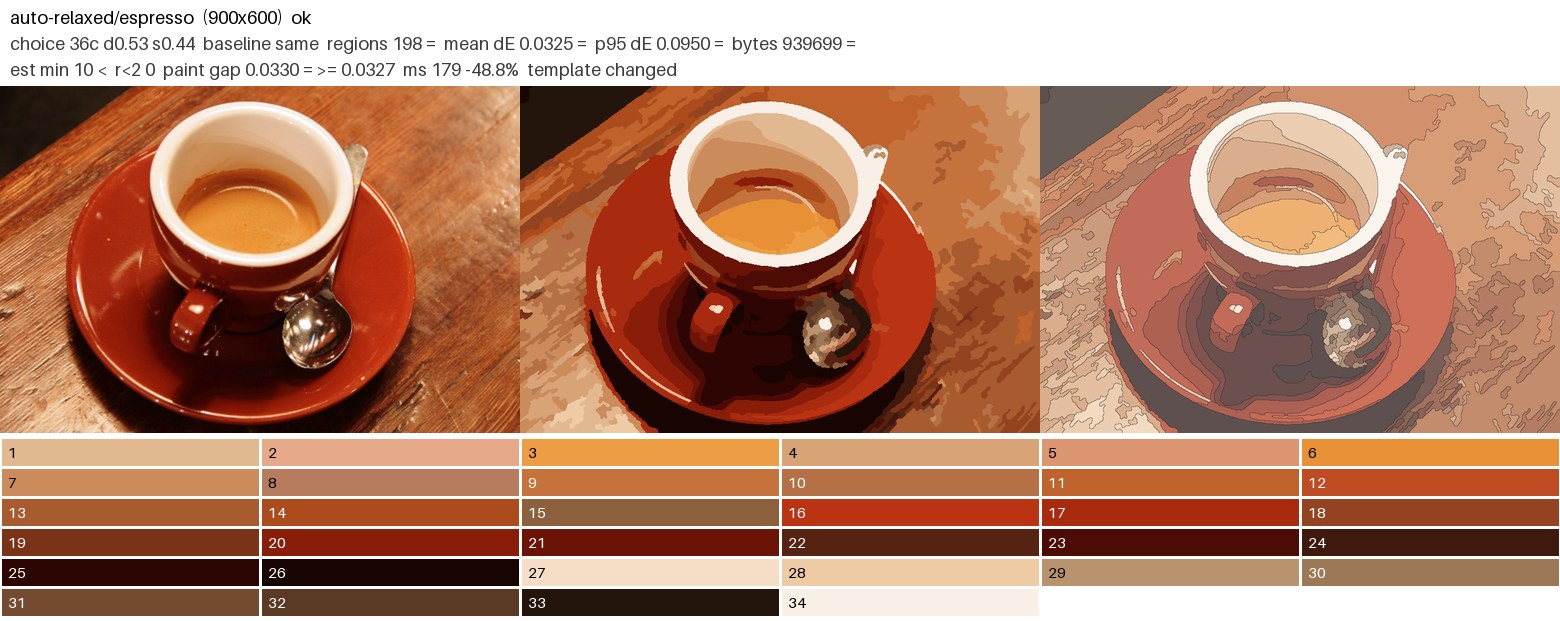 auto-relaxed/espresso (900x600) ok
choice 36c d0.53 s0.44 baseline same regions 198 = mean dE 0.0325 = p95 dE 0.0950 = bytes 939699 =
est min 10 < r<2 0 paint gap 0.0330 = >= 0.0327 ms 179 -48.8% template changed
1 2 3 4 5 6
7 8 9 10 11 12
13 14 15 16 17 18
19 20 21 22 23 24
25 26 27 28 29 30
31 32 33 34